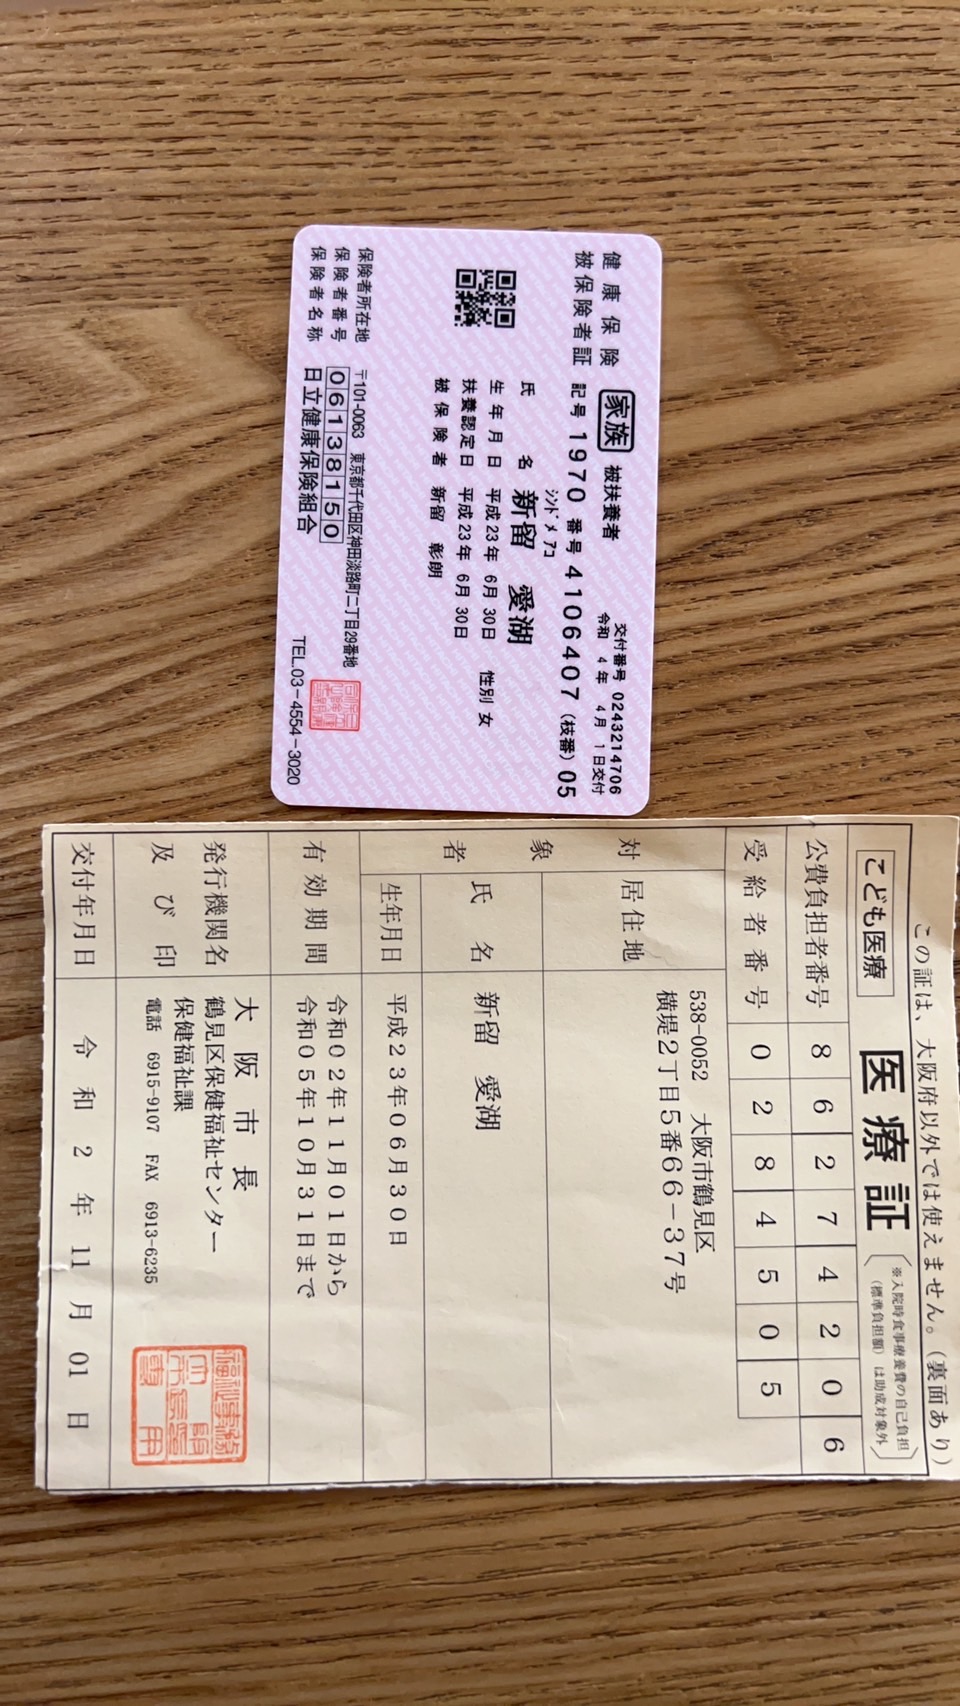 健康保険
被保険者証
家族 被扶養者
交付番号 0243214706
令和 4年 4月 1日交付
記号 1970 番号 4106407 (枝番) 05
ｼﾝﾄﾞﾒ ｱｺ
氏名 新留 愛湖
生年月日 平成23年 6月 30日 性別 女
扶養認定日 平成23年 6月 30日
被保険者 新留 彰朗
保険者所在地 〒101-0063 東京都千代田区神田淡路町二丁目29番地
保険者番号 06138150
保険者名称 日立健康保険組合
TEL.03-4554-3020
この証は、大阪府以外では使えません。(裏面あり)
こども医療 医療証
※入院時食事療養費の自己負担
(標準負担額)は助成対象外
公費負担者番号 86274206
受給者番号 0284505
対象者
居住地 538-0052 大阪市鶴見区
横堤2丁目5番66-37号
氏名 新留 愛湖
生年月日 平成23年06月30日
有効期間 令和02年11月01日から
令和05年10月31日まで
発行機関名
及び印
大阪市長
鶴見区保健福祉センター
保健福祉課
電話 6915-9107 FAX 6913-6235
交付年月日 令和 2年 11月 01日